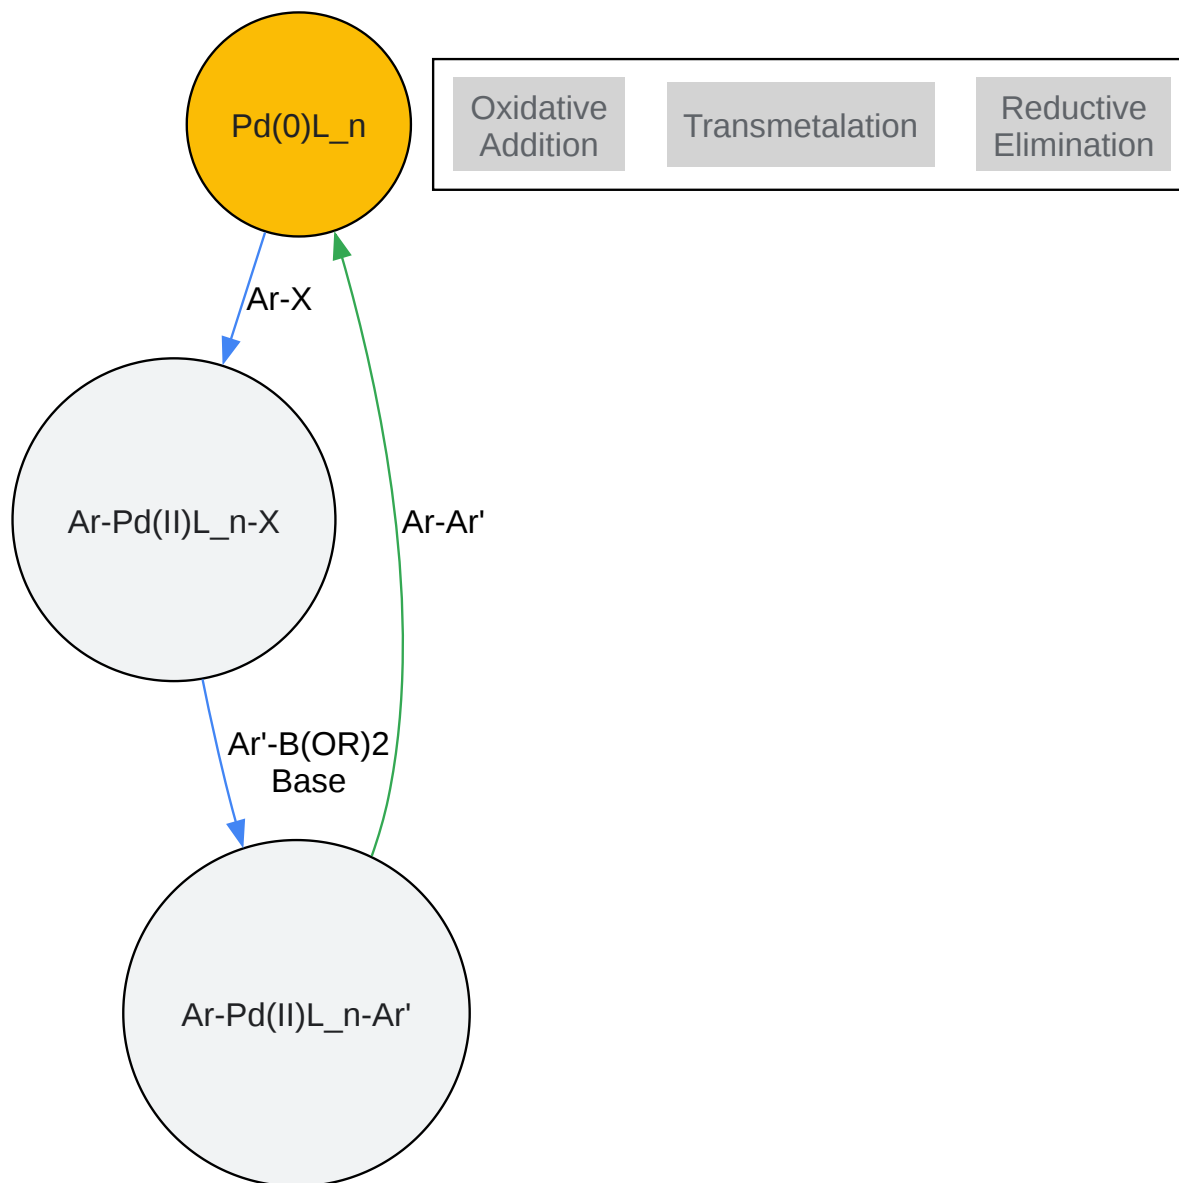 Pd(0)L_n
Oxidative
Addition
Transmetalation
Reductive
Elimination
Ar-X
Ar-Pd(II)L_n-X
Ar-Ar'
Ar'-B(OR)2
Base
Ar-Pd(II)L_n-Ar'